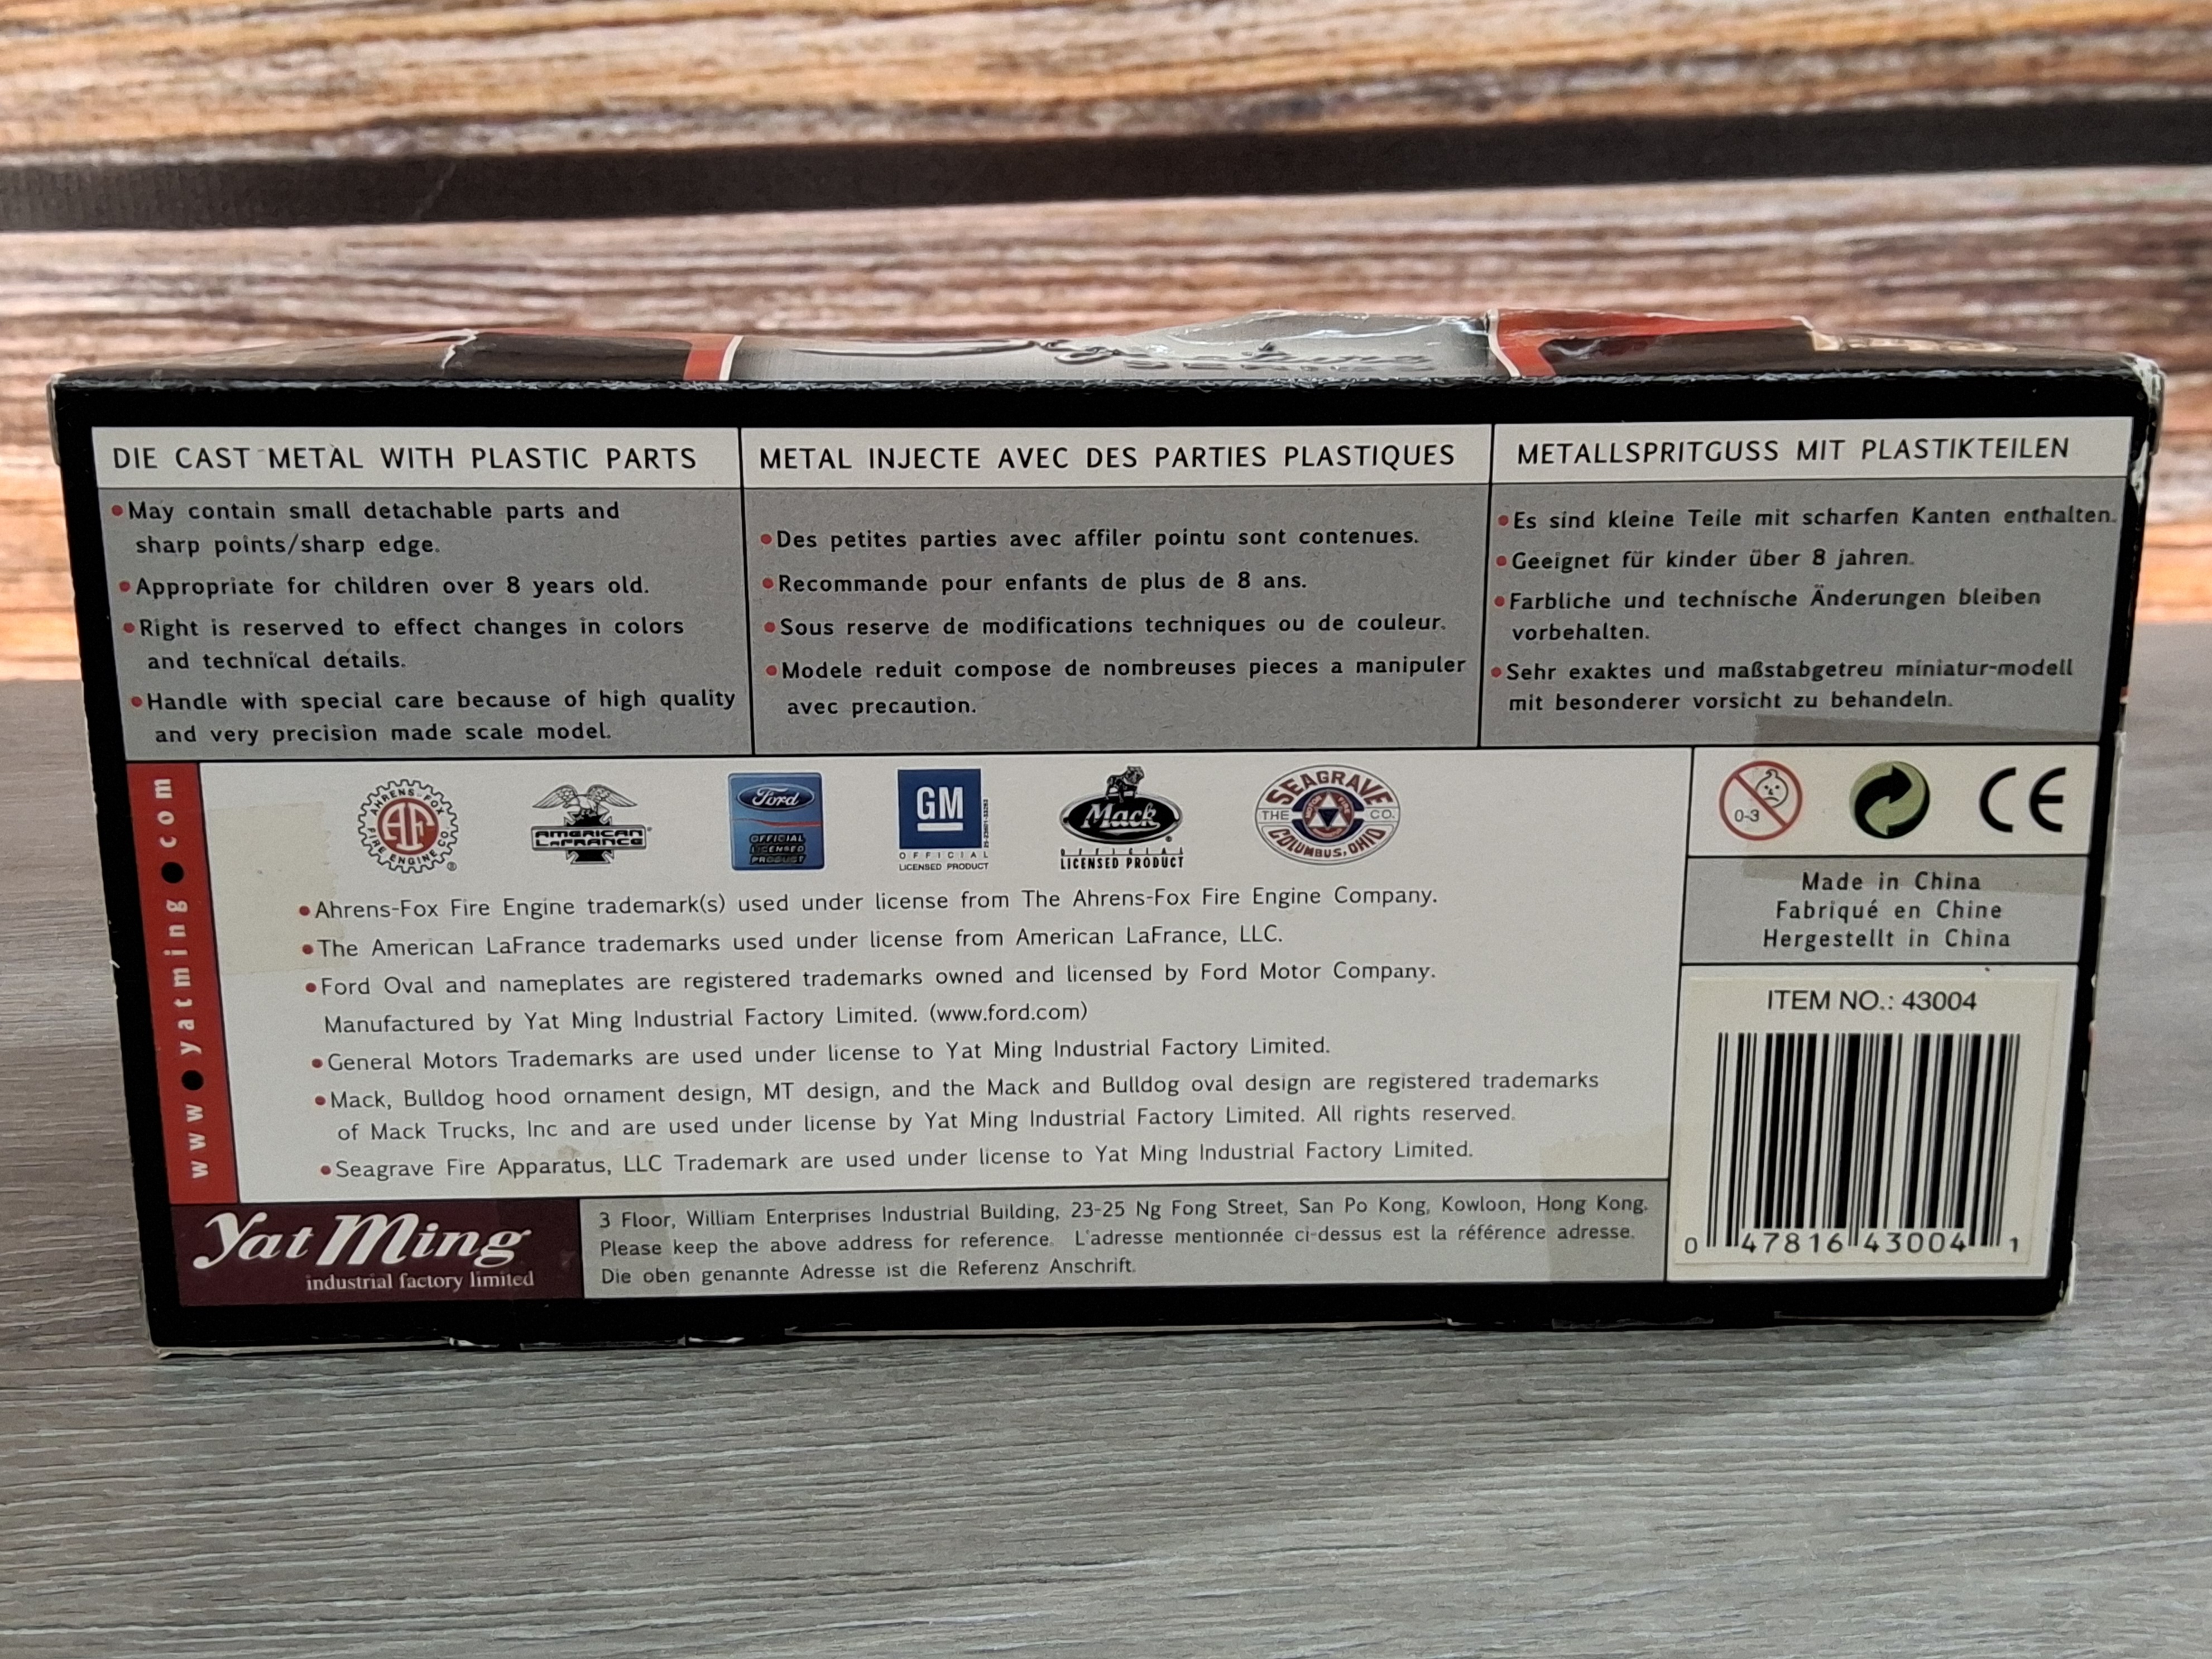 Signature
SERIES
DIE CAST METAL WITH PLASTIC PARTS
•May contain small detachable parts and
sharp points/sharp edge.
•Appropriate for children over 8 years old.
•Right is reserved to effect changes in colors
and technical details.
•Handle with special care because of high quality
and very precision made scale model.
METAL INJECTE AVEC DES PARTIES PLASTIQUES
•Des petites parties avec affiler pointu sont contenues.
•Recommande pour enfants de plus de 8 ans.
•Sous reserve de modifications techniques ou de couleur.
•Modele reduit compose de nombreuses pieces a manipuler
avec precaution.
METALLSPRITGUSS MIT PLASTIKTEILEN
•Es sind kleine Teile mit scharfen Kanten enthalten.
•Geeignet für kinder über 8 jahren.
•Farbliche und technische Änderungen bleiben
vorbehalten.
•Sehr exaktes und maßstabgetreu miniatur-modell
mit besonderer vorsicht zu behandeln.
www●yatming●com
AHRENS-FOX
AF
FIRE ENGINE CO.
®
AMERICAN
LAFRANCE
Ford
OFFICIAL
LICENSED
PRODUCT
GM
OFFICIAL
LICENSED PRODUCT
Mack
®
OFFICIAL
LICENSED PRODUCT
SEAGRAVE
THE CO.
COLUMBUS, OHIO
0-3
CE
Made in China
Fabriqué en Chine
Hergestellt in China
•Ahrens-Fox Fire Engine trademark(s) used under license from The Ahrens-Fox Fire Engine Company.
•The American LaFrance trademarks used under license from American LaFrance, LLC.
•Ford Oval and nameplates are registered trademarks owned and licensed by Ford Motor Company.
Manufactured by Yat Ming Industrial Factory Limited. (www.ford.com)
•General Motors Trademarks are used under license to Yat Ming Industrial Factory Limited.
•Mack, Bulldog hood ornament design, MT design, and the Mack and Bulldog oval design are registered trademarks
of Mack Trucks, Inc and are used under license by Yat Ming Industrial Factory Limited. All rights reserved.
•Seagrave Fire Apparatus, LLC Trademark are used under license to Yat Ming Industrial Factory Limited.
ITEM NO.: 43004
0 47816 43004 1
Yat Ming
industrial factory limited
3 Floor, William Enterprises Industrial Building, 23-25 Ng Fong Street, San Po Kong, Kowloon, Hong Kong.
Please keep the above address for reference. L'adresse mentionnée ci-dessus est la référence adresse.
Die oben genannte Adresse ist die Referenz Anschrift.